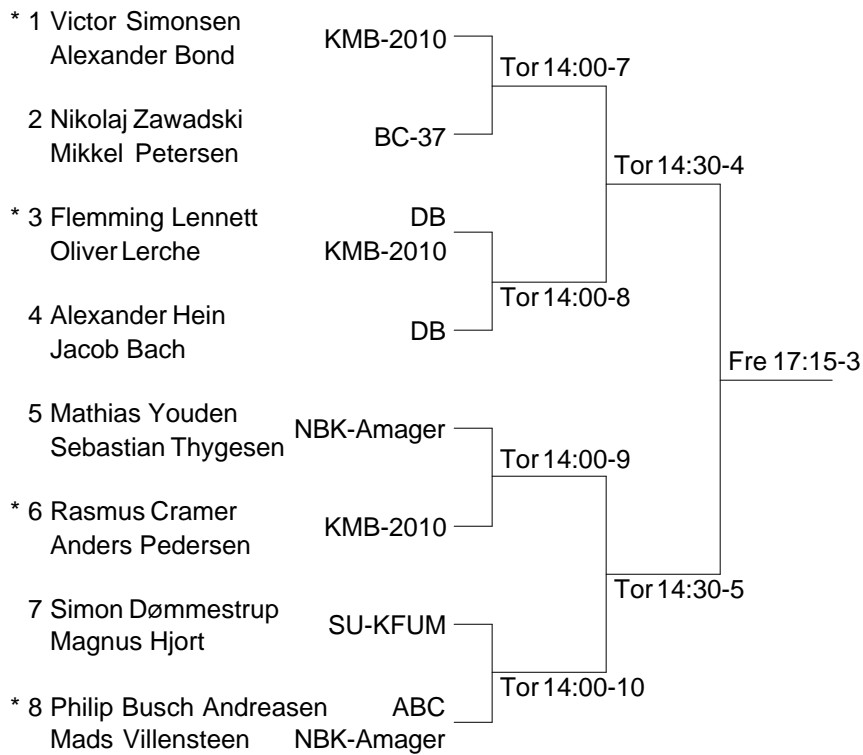 * 1 Victor Simonsen KMB-2010
Alexander Bond
Tor 14:00-7
2 Nikolaj Zawadski BC-37
Mikkel Petersen
Tor 14:30-4
* 3 Flemming Lennett DB
Oliver Lerche KMB-2010
Tor 14:00-8
4 Alexander Hein DB
Jacob Bach
Fre 17:15-3
5 Mathias Youden NBK-Amager
Sebastian Thygesen
Tor 14:00-9
* 6 Rasmus Cramer KMB-2010
Anders Pedersen
Tor 14:30-5
7 Simon Dømmestrup SU-KFUM
Magnus Hjort
Tor 14:00-10
* 8 Philip Busch Andreasen ABC
Mads Villensteen NBK-Amager